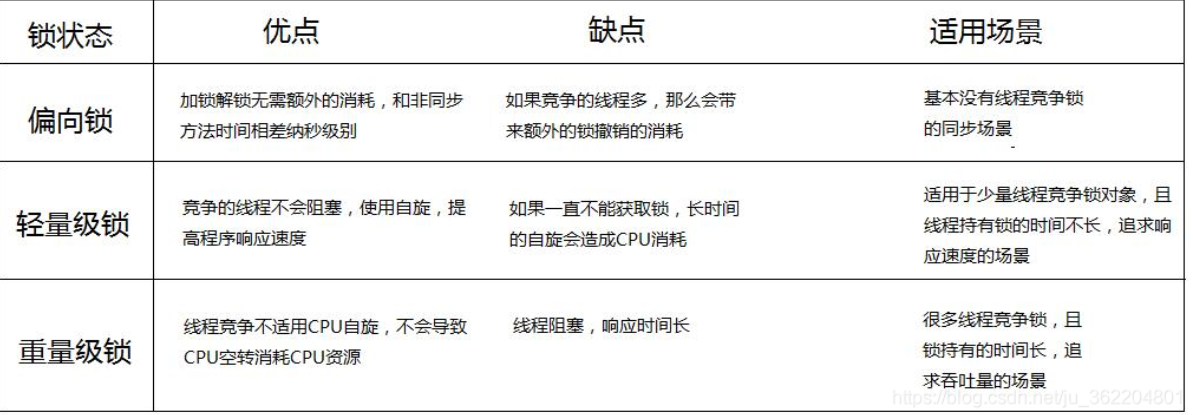 锁状态 优点 缺点 适用场景
偏向锁
加锁解锁无需额外的消耗，和非同步
方法时间相差纳秒级别
如果竞争的线程多，那么会带
来额外的锁撤销的消耗
基本没有线程竞争锁
的同步场景
轻量级锁
竞争的线程不会阻塞，使用自旋，提
高程序响应速度
如果一直不能获取锁，长时间
的自旋会造成CPU消耗
适用于少量线程竞争锁对象，且
线程持有锁的时间不长，追求响
应速度的场景
重量级锁
线程竞争不适用CPU自旋，不会导致
CPU空转消耗CPU资源
线程阻塞，响应时间长
很多线程竞争锁，且
锁持有的时间长，追
求吞吐量的场景
https://blog.csdn.net/ju_362204801